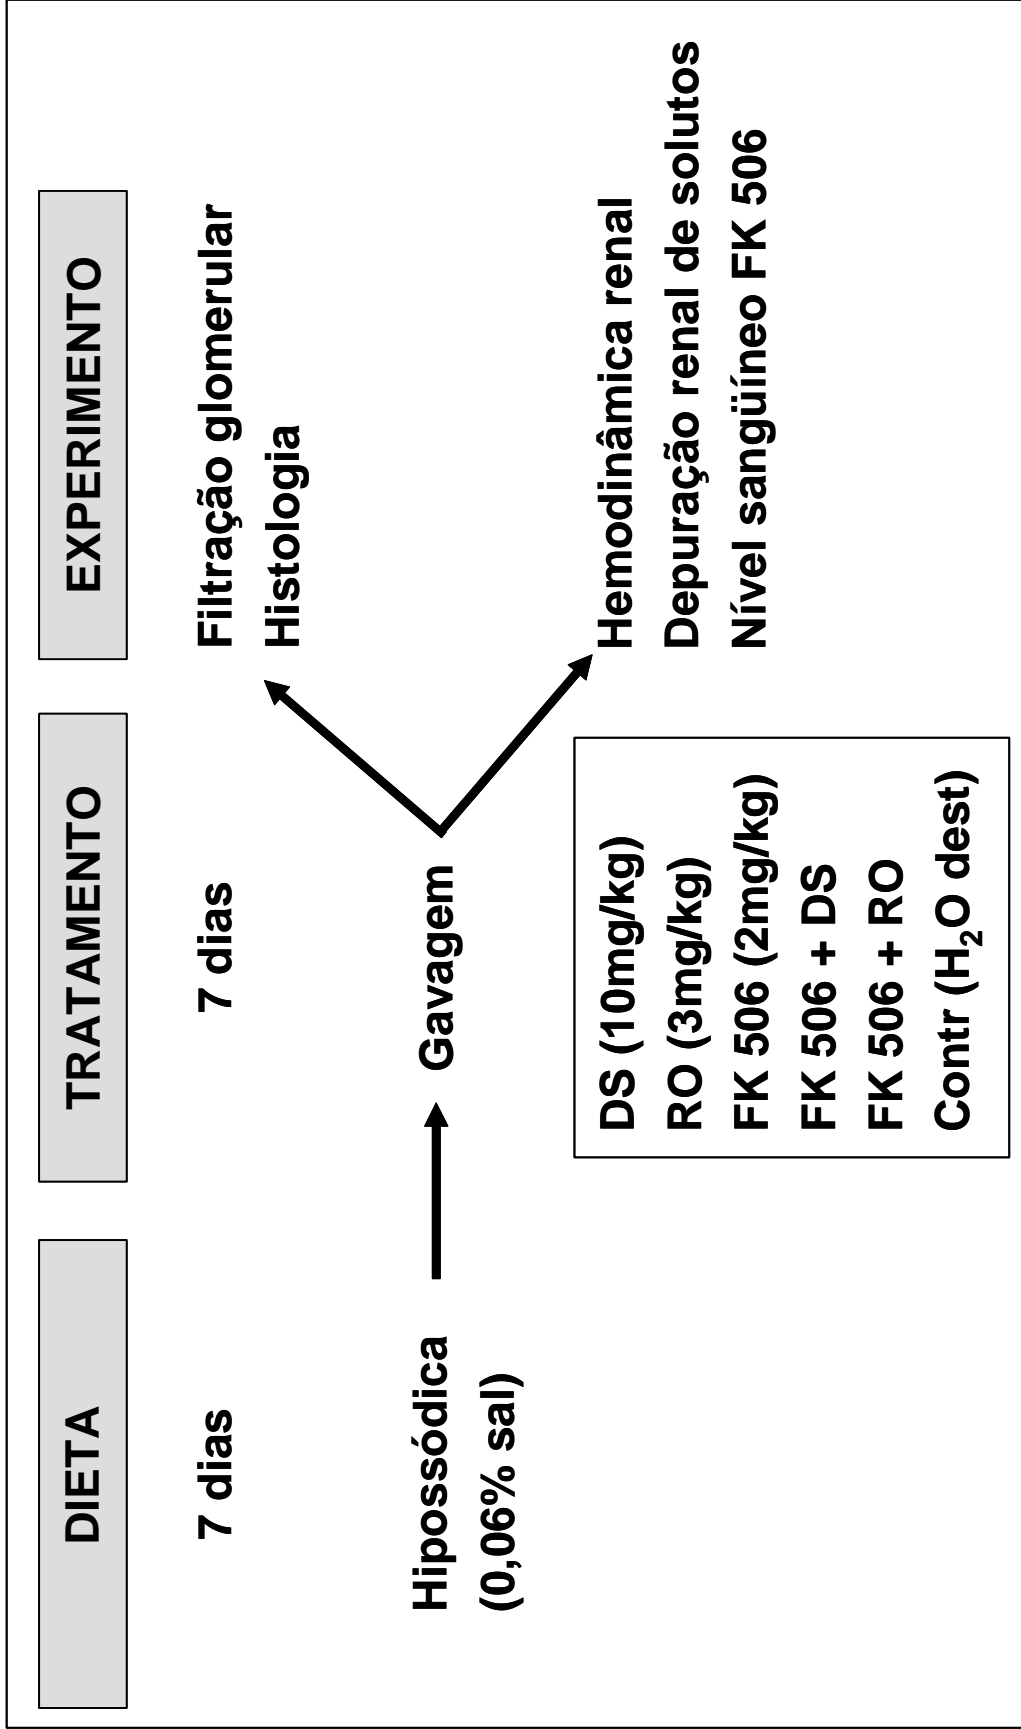 DIETA
7 dias
Hipossódica
(0,06% sal)
TRATAMENTO
7 dias
Gavagem
DS (10mg/kg)
RO (3mg/kg)
FK 506 (2mg/kg)
FK 506 + DS
FK 506 + RO
Contr (H₂O dest)
EXPERIMENTO
Filtração glomerular
Histologia
Hemodinâmica renal
Depuração renal de solutos
Nível sangüíneo FK 506